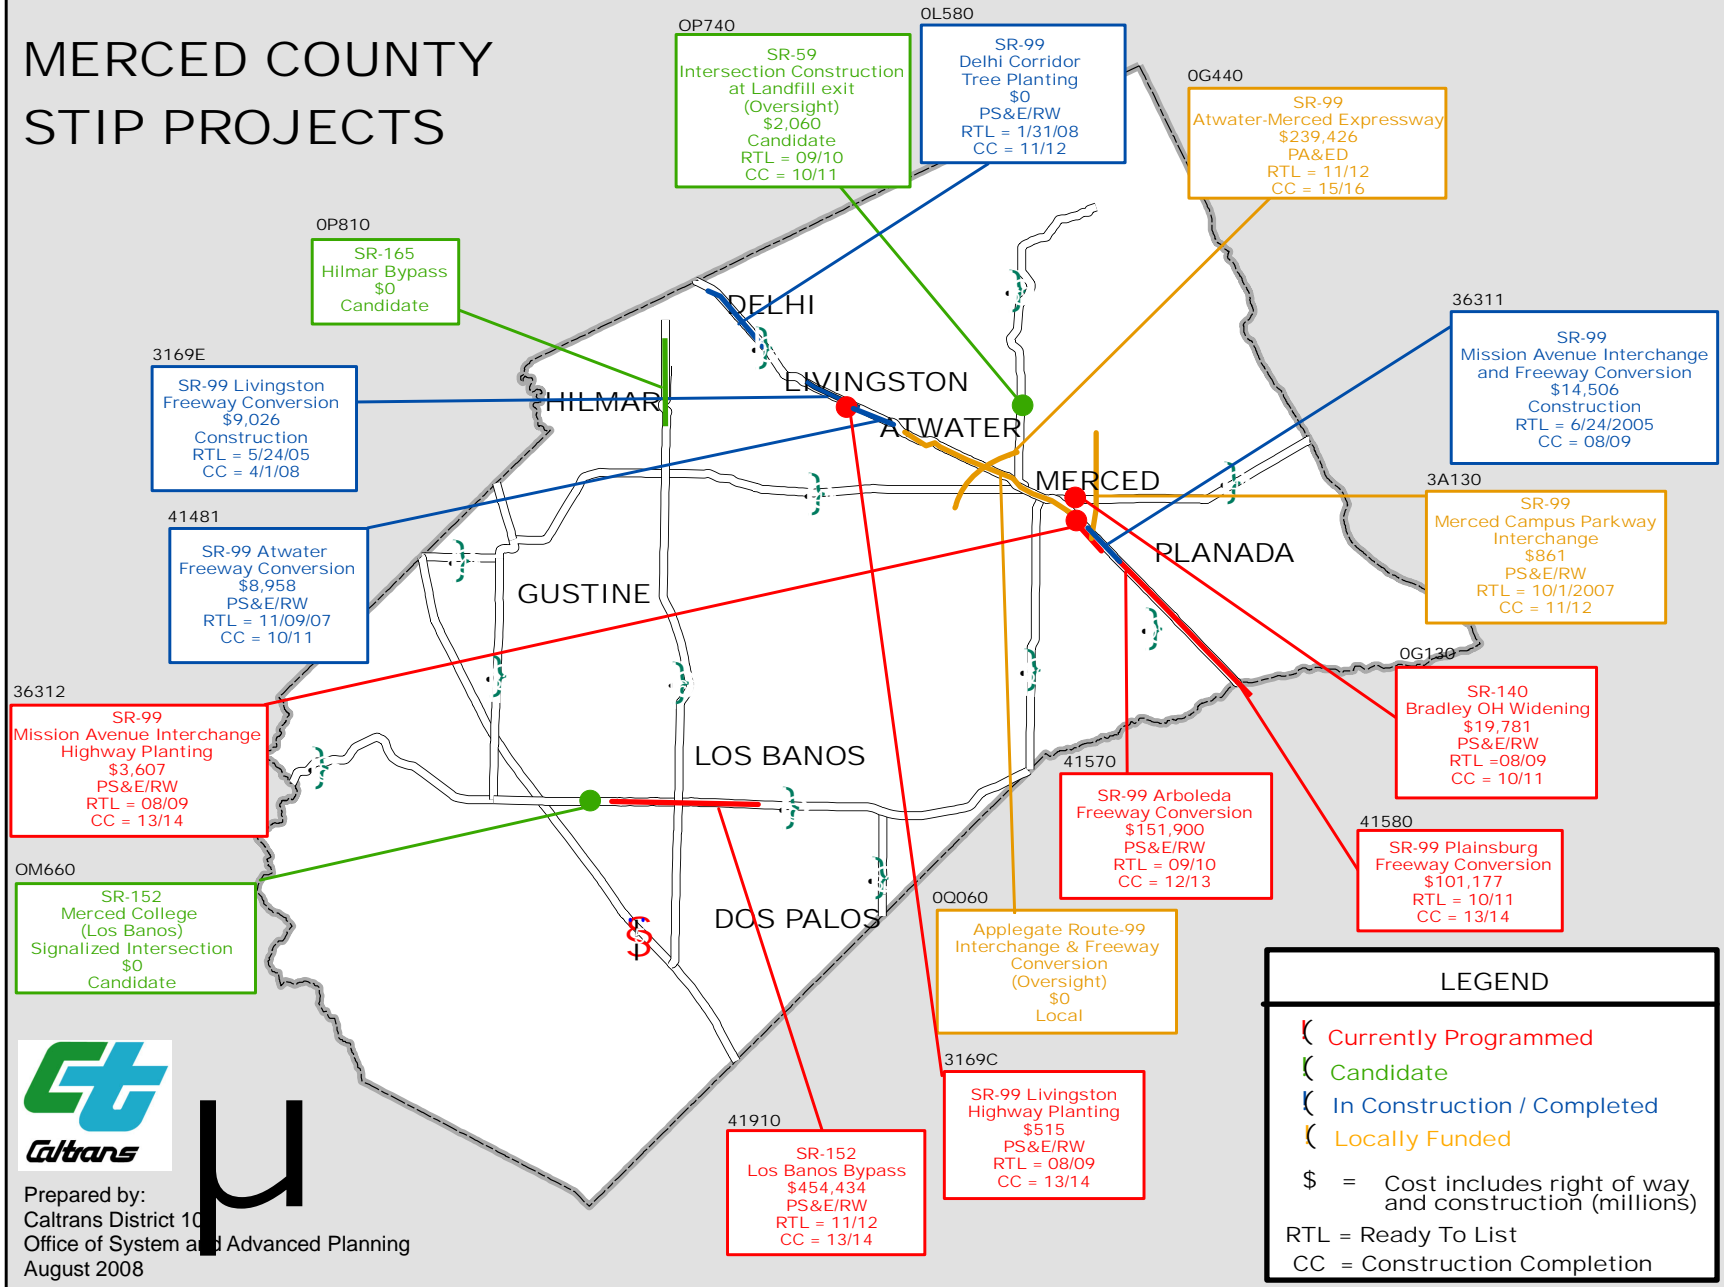 MERCED COUNTY
STIP PROJECTS
OP740
SR-59
Intersection Construction
at Landfill exit
(Oversight)
$2,060
Candidate
RTL = 09/10
CC = 10/11
0L580
SR-99
Delhi Corridor
Tree Planting
$0
PS&E/RW
RTL = 1/31/08
CC = 11/12
0G440
SR-99
Atwater-Merced Expressway
$239,426
PA&ED
RTL = 11/12
CC = 15/16
0P810
SR-165
Hilmar Bypass
$0
Candidate
3169E
SR-99 Livingston
Freeway Conversion
$9,026
Construction
RTL = 5/24/05
CC = 4/1/08
36311
SR-99
Mission Avenue Interchange
and Freeway Conversion
$14,506
Construction
RTL = 6/24/2005
CC = 08/09
41481
SR-99 Atwater
Freeway Conversion
$8,958
PS&E/RW
RTL = 11/09/07
CC = 10/11
3A130
SR-99
Merced Campus Parkway
Interchange
$861
PS&E/RW
RTL = 10/1/2007
CC = 11/12
DELHI
LIVINGSTON
HILMAR
ATWATER
MERCED
PLANADA
GUSTINE
LOS BANOS
DOS PALOS
36312
SR-99
Mission Avenue Interchange
Highway Planting
$3,607
PS&E/RW
RTL = 08/09
CC = 13/14
0G130
SR-140
Bradley OH Widening
$19,781
PS&E/RW
RTL =08/09
CC = 10/11
41570
SR-99 Arboleda
Freeway Conversion
$151,900
PS&E/RW
RTL = 09/10
CC = 12/13
41580
SR-99 Plainsburg
Freeway Conversion
$101,177
RTL = 10/11
CC = 13/14
OM660
SR-152
Merced College
(Los Banos)
Signalized Intersection
$0
Candidate
0Q060
Applegate Route-99
Interchange & Freeway
Conversion
(Oversight)
$0
Local
3169C
SR-99 Livingston
Highway Planting
$515
PS&E/RW
RTL = 08/09
CC = 13/14
41910
SR-152
Los Banos Bypass
$454,434
PS&E/RW
RTL = 11/12
CC = 13/14
LEGEND
Currently Programmed
Candidate
In Construction / Completed
Locally Funded
$ = Cost includes right of way
and construction (millions)
RTL = Ready To List
CC = Construction Completion
Caltrans
µ
Prepared by:
Caltrans District 10
Office of System and Advanced Planning
August 2008